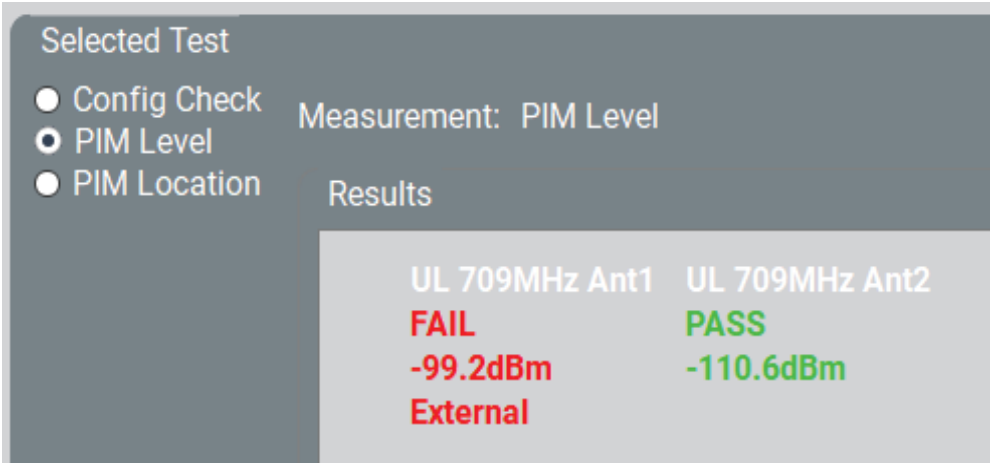 Selected Test
Config Check
PIM Level
PIM Location
Measurement: PIM Level
Results
UL 709MHz Ant1 UL 709MHz Ant2
FAIL PASS
-99.2dBm -110.6dBm
External